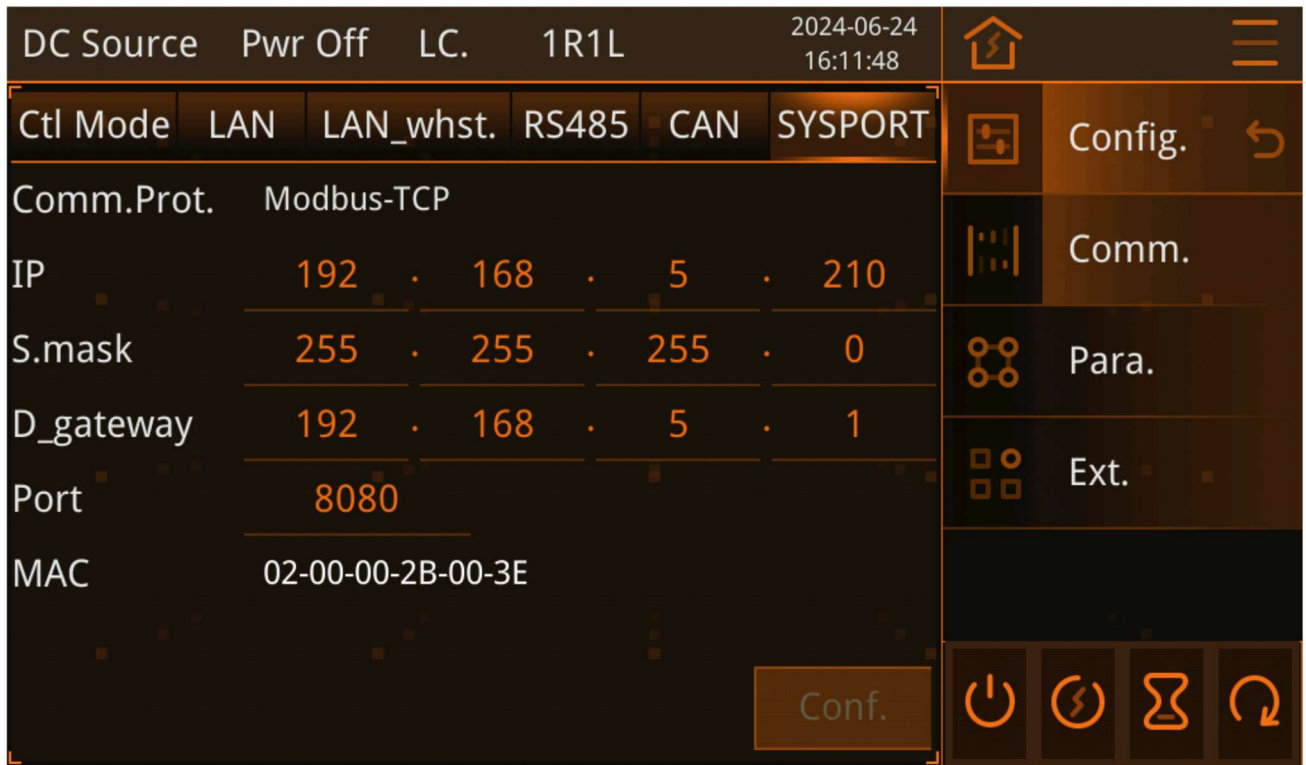 DC Source Pwr Off LC. 1R1L 2024-06-24
16:11:48
Ctl Mode LAN LAN_whst. RS485 CAN SYSPORT
Comm.Prot. Modbus-TCP
IP 192 . 168 . 5 . 210
S.mask 255 . 255 . 255 . 0
D_gateway 192 . 168 . 5 . 1
Port 8080
MAC 02-00-00-2B-00-3E
Conf.
Config.
Comm.
Para.
Ext.